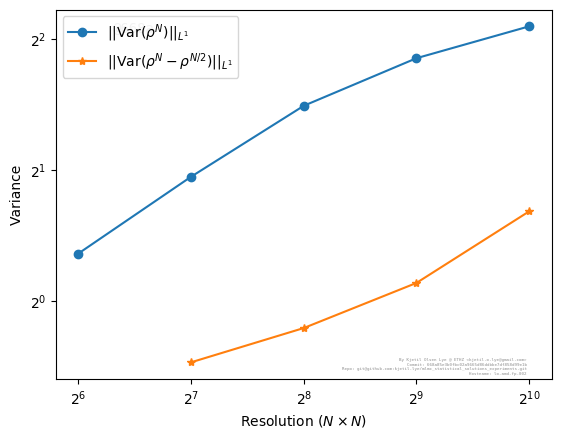 ||Var(ρ^N)||_{L^1}
||Var(ρ^N − ρ^{N/2})||_{L^1}
2^2
2^1
2^0
Variance
2^6 2^7 2^8 2^9 2^10
Resolution (N × N)
By Kjetil Olsen Lye @ ETHZ